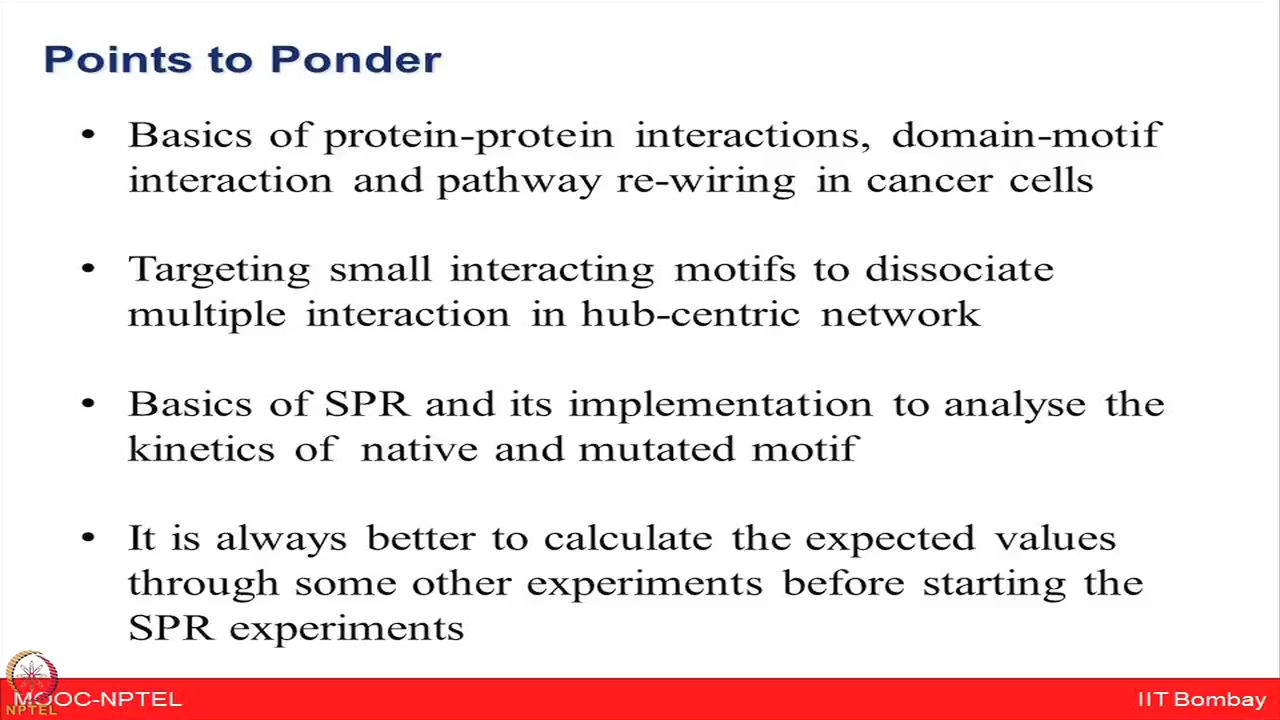 Points to Ponder
• Basics of protein-protein interactions, domain-motif
interaction and pathway re-wiring in cancer cells
• Targeting small interacting motifs to dissociate
multiple interaction in hub-centric network
• Basics of SPR and its implementation to analyse the
kinetics of native and mutated motif
• It is always better to calculate the expected values
through some other experiments before starting the
SPR experiments
MOOC-NPTEL
NPTEL
IIT Bombay